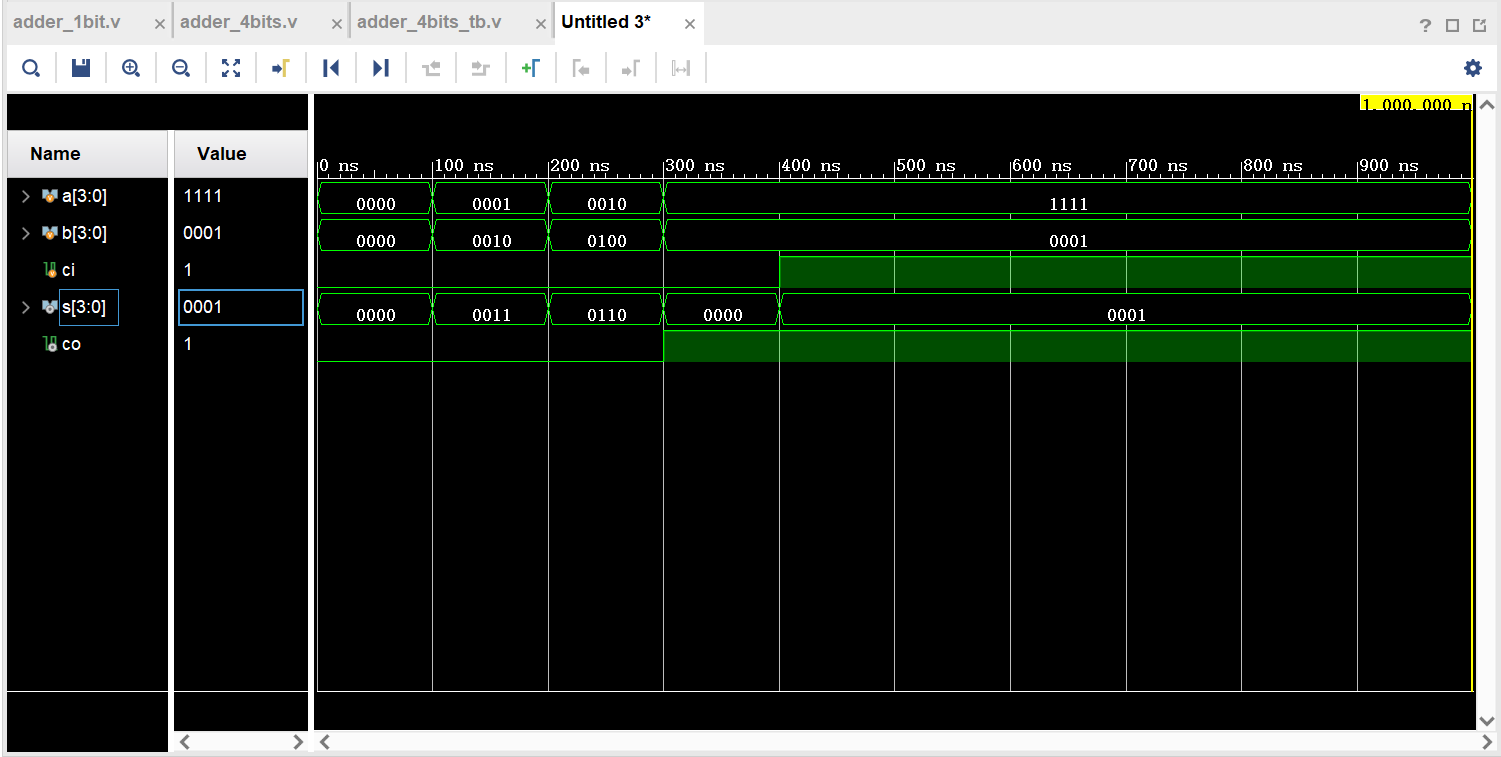 adder_1bit.v × adder_4bits.v × adder_4bits_tb.v × Untitled 3* ×
?
1,000.000 n
Name Value
0 ns 100 ns 200 ns 300 ns 400 ns 500 ns 600 ns 700 ns 800 ns 900 ns
a[3:0] 1111 0000 0001 0010 1111
b[3:0] 0001 0000 0010 0100 0001
ci 1
s[3:0] 0001 0000 0011 0110 0000 0001
co 1